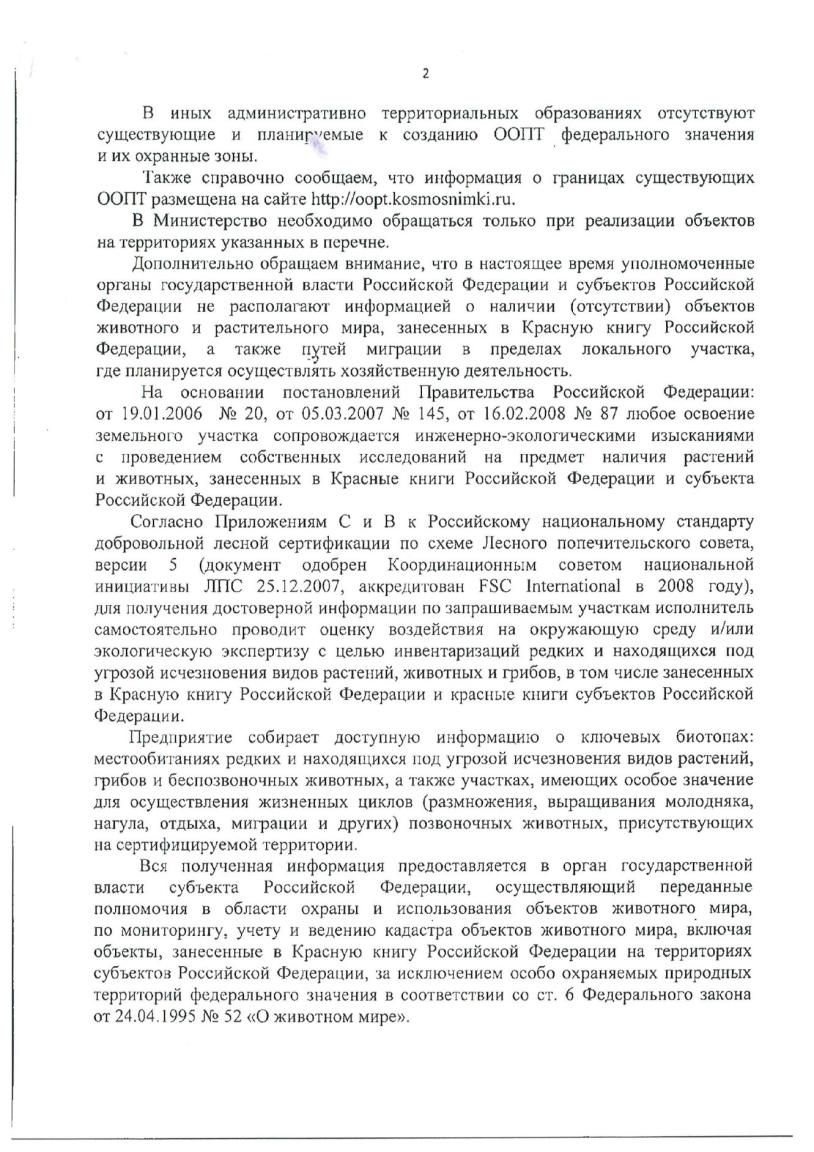 2
В иных административно территориальных образованиях отсутствуют
существующие и планируемые к созданию ООПТ федерального значения
и их охранные зоны.
Также справочно сообщаем, что информация о границах существующих
ООПТ размещена на сайте http://oopt.kosmosnimki.ru.
В Министерство необходимо обращаться только при реализации объектов
на территориях указанных в перечне.
Дополнительно обращаем внимание, что в настоящее время уполномоченные
органы государственной власти Российской Федерации и субъектов Российской
Федерации не располагают информацией о наличии (отсутствии) объектов
животного и растительного мира, занесенных в Красную книгу Российской
Федерации, а также путей миграции в пределах локального участка,
где планируется осуществлять хозяйственную деятельность.
На основании постановлений Правительства Российской Федерации:
от 19.01.2006 № 20, от 05.03.2007 № 145, от 16.02.2008 № 87 любое освоение
земельного участка сопровождается инженерно-экологическими изысканиями
с проведением собственных исследований на предмет наличия растений
и животных, занесенных в Красные книги Российской Федерации и субъекта
Российской Федерации.
Согласно Приложениям С и В к Российскому национальному стандарту
добровольной лесной сертификации по схеме Лесного попечительского совета,
версии 5 (документ одобрен Координационным советом национальной
инициативы ЛПС 25.12.2007, аккредитован FSC International в 2008 году),
для получения достоверной информации по запрашиваемым участкам исполнитель
самостоятельно проводит оценку воздействия на окружающую среду и/или
экологическую экспертизу с целью инвентаризаций редких и находящихся под
угрозой исчезновения видов растений, животных и грибов, в том числе занесенных
в Красную книгу Российской Федерации и красные книги субъектов Российской
Федерации.
Предприятие собирает доступную информацию о ключевых биотопах:
местообитаниях редких и находящихся под угрозой исчезновения видов растений,
грибов и беспозвоночных животных, а также участках, имеющих особое значение
для осуществления жизненных циклов (размножения, выращивания молодняка,
нагула, отдыха, миграции и других) позвоночных животных, присутствующих
на сертифицируемой территории.
Вся полученная информация предоставляется в орган государственной
власти субъекта Российской Федерации, осуществляющий переданные
полномочия в области охраны и использования объектов животного мира,
по мониторингу, учету и ведению кадастра объектов животного мира, включая
объекты, занесенные в Красную книгу Российской Федерации на территориях
субъектов Российской Федерации, за исключением особо охраняемых природных
территорий федерального значения в соответствии со ст. 6 Федерального закона
от 24.04.1995 № 52 «О животном мире».